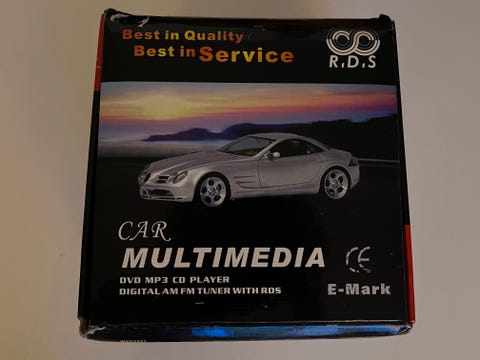 Best in Quality
Best in Service
R.D.S
CAR
MULTIMEDIA
DVD MP3 CD PLAYER
DIGITAL AM FM TUNER WITH RDS
CE
E-Mark